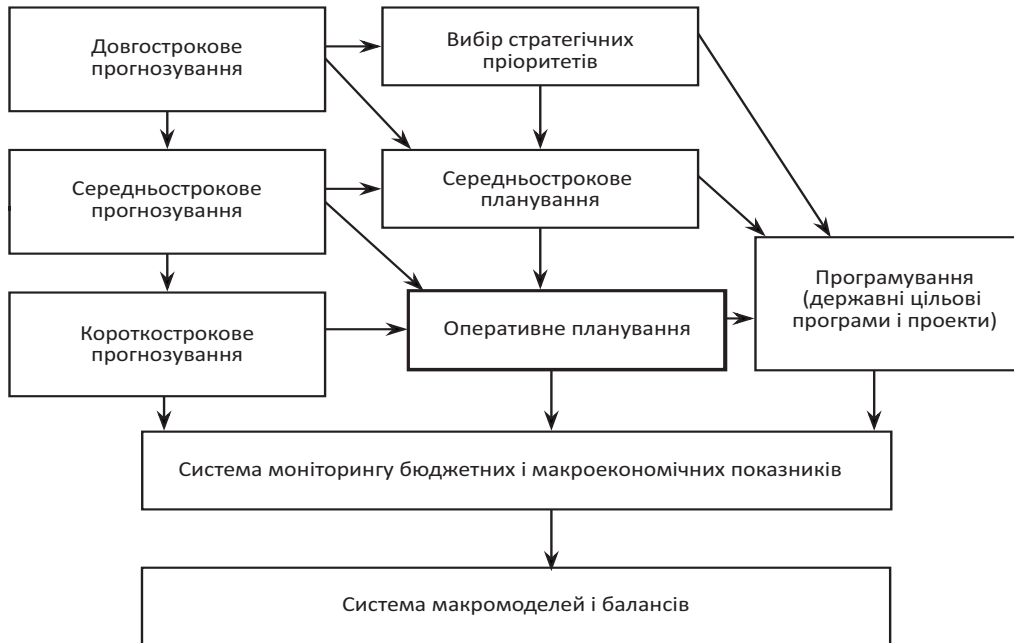 Довгострокове
прогнозування
Вибір стратегічних
пріоритетів
Середньострокове
прогнозування
Середньострокове
планування
Програмування
(державні цільові
програми і проекти)
Короткострокове
прогнозування
Оперативне планування
Система моніторингу бюджетних і макроекономічних показників
Система макромоделей і балансів